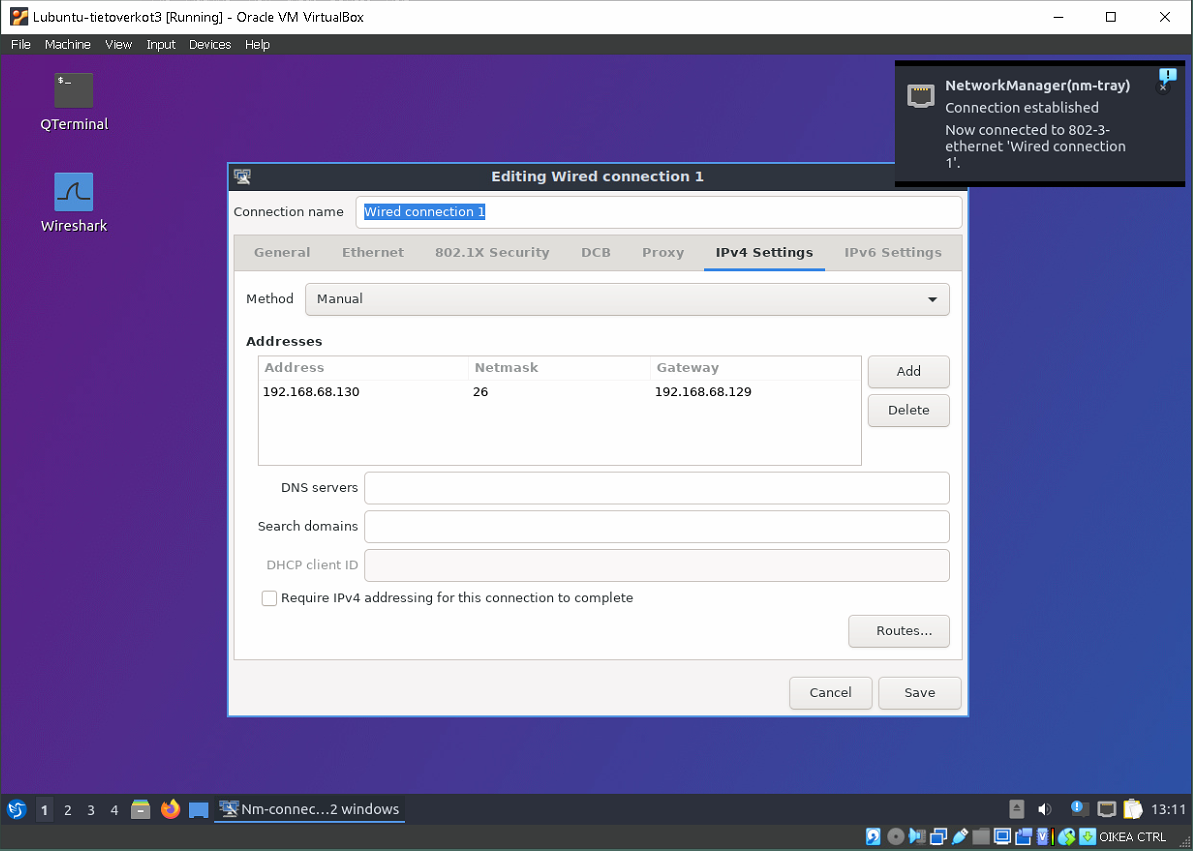 Lubuntu-tietoverkot3 [Running] - Oracle VM VirtualBox
File Machine View Input Devices Help
$_
QTerminal
Wireshark
NetworkManager(nm-tray)
Connection established
Now connected to 802-3-
ethernet 'Wired connection
1'.
Editing Wired connection 1
Connection name Wired connection 1
General Ethernet 802.1X Security DCB Proxy IPv4 Settings IPv6 Settings
Method Manual
Addresses
Address Netmask Gateway
192.168.68.130 26 192.168.68.129
Add
Delete
DNS servers
Search domains
DHCP client ID
Require IPv4 addressing for this connection to complete
Routes...
Cancel Save
1 2 3 4 Nm-connec...2 windows 13:11
OIKEA CTRL